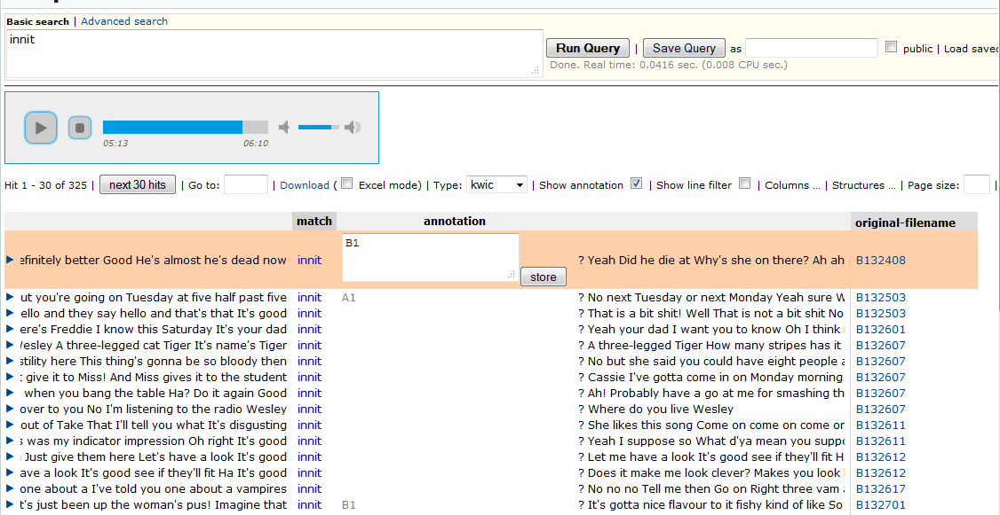 Basic search | Advanced search
innit
Run Query | Save Query as public | Load saved
Done. Real time: 0.0416 sec. (0.008 CPU sec.)
05:13 06:10
Hit 1 - 30 of 325 | next 30 hits | Go to: | Download ( Excel mode) | Type: kwic | Show annotation | Show line filter | Columns ... | Structures ... | Page size: |
match annotation original-filename
efinitely better Good He's almost he's dead now innit B1 store ? Yeah Did he die at Why's she on there? Ah ah B132408
ut you're going on Tuesday at five half past five innit A1 ? No next Tuesday or next Monday Yeah sure W B132503
ello and they say hello and that's that It's good innit ? That is a bit shit! Well That is not a bit shit No B132503
ere's Freddie I know this Saturday It's your dad innit ? Yeah your dad I want you to know Oh I think B132601
Wesley A three-legged cat Tiger It's name's Tiger innit ? A three-legged Tiger How many stripes has it B132607
stility here This thing's gonna be so bloody then innit ? No but she said you could have eight people a B132607
t give it to Miss! And Miss gives it to the student innit ? Cassie I've gotta come in on Monday morning B132607
when you bang the table Ha? Do it again Good innit ? Ah! Probably have a go at me for smashing th B132607
over to you No I'm listening to the radio Wesley innit ? Where do you live Wesley B132607
out of Take That I'll tell you what It's disgusting innit ? She likes this song Come on come on come or B132611
s was my indicator impression Oh right It's good innit ? Yeah I suppose so What d'ya mean you suppo B132611
Just give them here Let's have a look It's good innit ? Let me have a look It's good see if they'll fit H B132612
ave a look It's good see if they'll fit Ha It's good innit ? Does it make me look clever? Makes you look B132612
one about a I've told you one about a vampires innit ? No no no Tell me then Go on Right three vam B132617
t's just been up the woman's pus! Imagine that innit B1 ? It's gotta nice flavour to it fishy kind of like So B132701